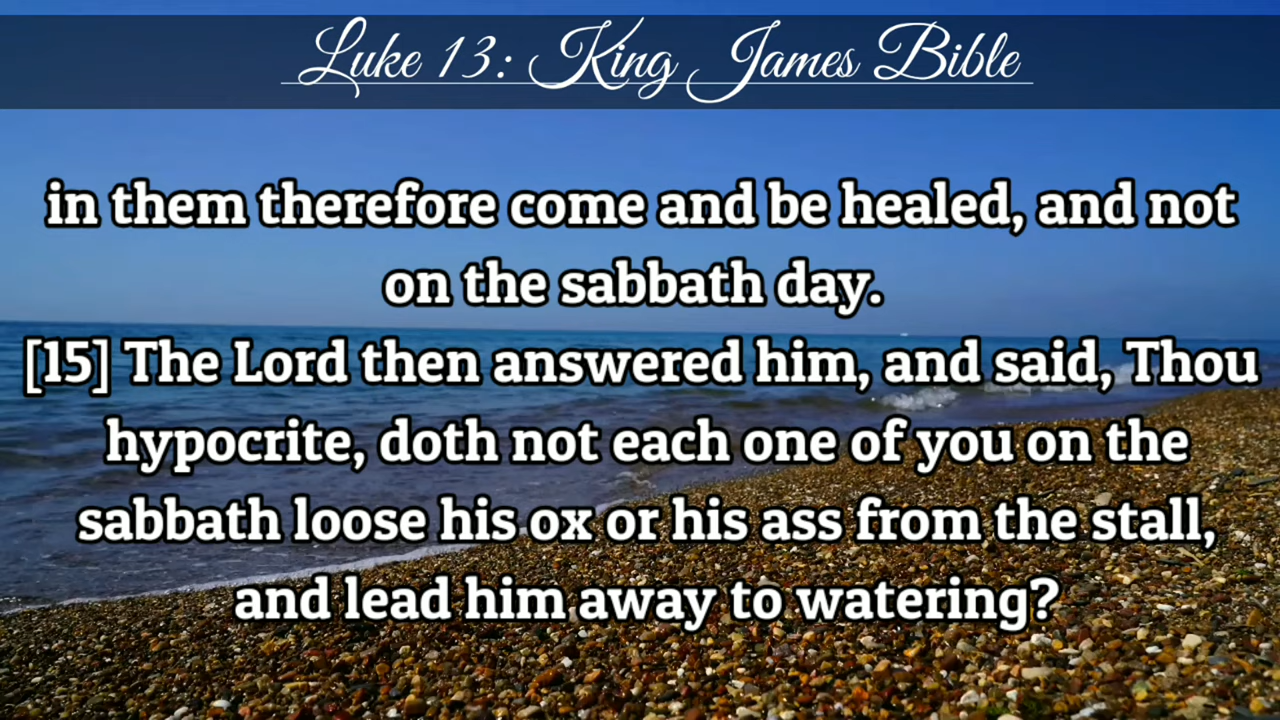 Luke 13: King James Bible
in them therefore come and be healed, and not
on the sabbath day.
[15] The Lord then answered him, and said, Thou
hypocrite, doth not each one of you on the
sabbath loose his ox or his ass from the stall,
and lead him away to watering?